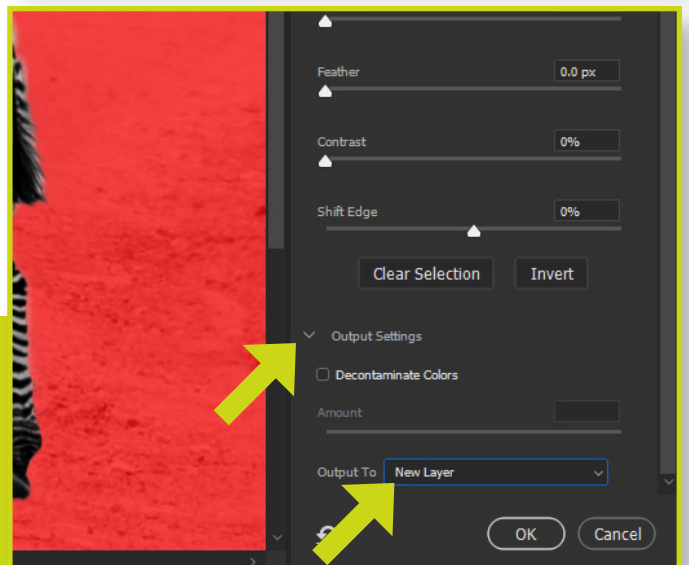 Feather 0.0 px
Contrast 0%
Shift Edge 0%
Clear Selection Invert
Output Settings
Decontaminate Colors
Amount
Output To New Layer
OK Cancel